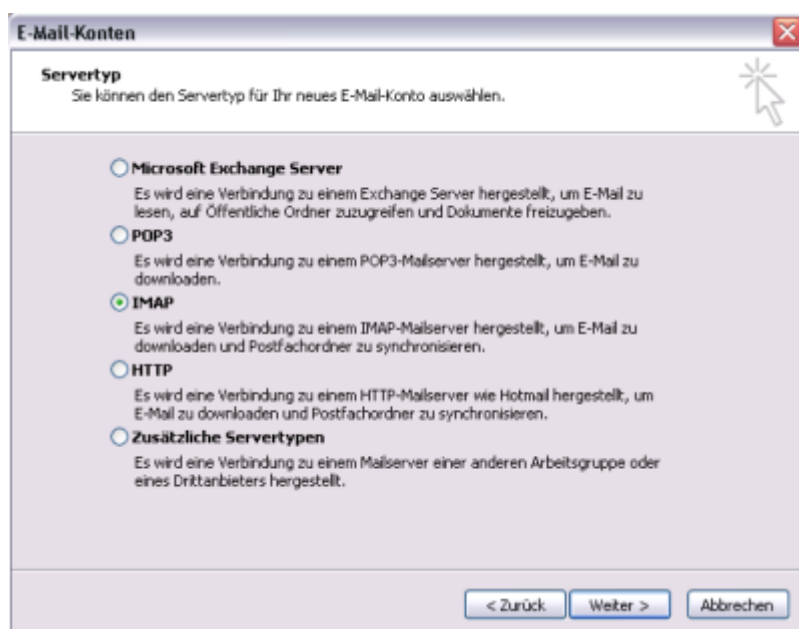 E-Mail-Konten
Servertyp
Sie können den Servertyp für Ihr neues E-Mail-Konto auswählen.
Microsoft Exchange Server
Es wird eine Verbindung zu einem Exchange Server hergestellt, um E-Mail zu
lesen, auf Öffentliche Ordner zuzugreifen und Dokumente freizugeben.
POP3
Es wird eine Verbindung zu einem POP3-Mailserver hergestellt, um E-Mail zu
downloaden.
IMAP
Es wird eine Verbindung zu einem IMAP-Mailserver hergestellt, um E-Mail zu
downloaden und Postfachordner zu synchronisieren.
HTTP
Es wird eine Verbindung zu einem HTTP-Mailserver wie Hotmail hergestellt, um
E-Mail zu downloaden und Postfachordner zu synchronisieren.
Zusätzliche Servertypen
Es wird eine Verbindung zu einem Mailserver einer anderen Arbeitsgruppe oder
eines Drittanbieters hergestellt.
< Zurück Weiter > Abbrechen